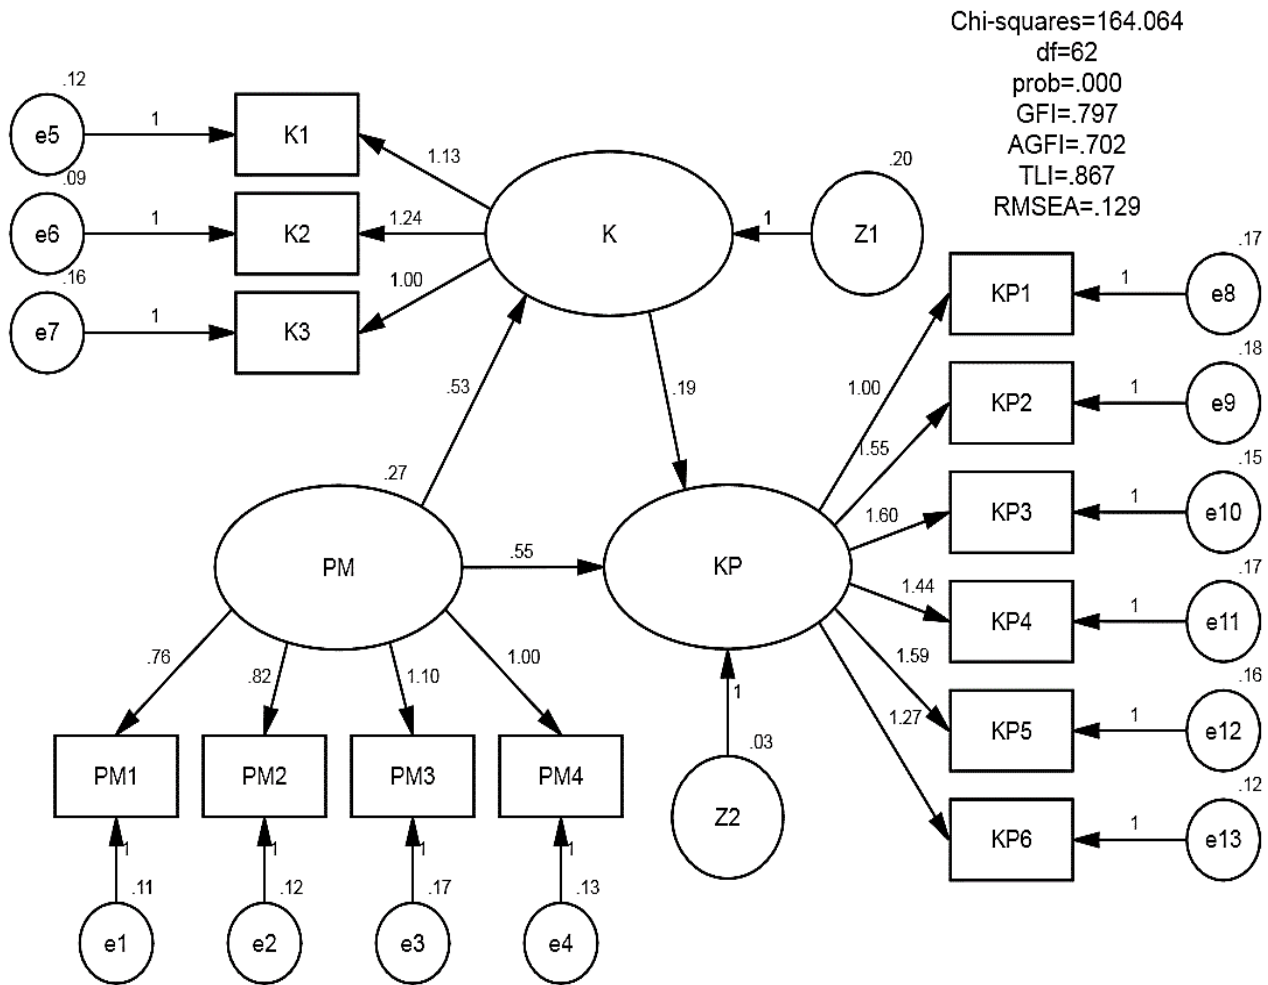 Chi-squares=164.064
df=62
prob=.000
GFI=.797
AGFI=.702
TLI=.867
RMSEA=.129
.12
e5
1
K1
1.13
.09
e6
1
K2
1.24
.16
e7
1
K3
1.00
K
1
Z1
.20
.53
.19
.27
PM
.55
KP
.76
.82
1.10
1.00
PM1
PM2
PM3
PM4
1
1
1
1
.11
.12
.17
.13
e1
e2
e3
e4
1
.03
Z2
1.00
KP1
1
e8
.17
1.55
KP2
1
e9
.18
1.60
KP3
1
e10
.15
1.44
KP4
1
e11
.17
1.59
KP5
1
e12
.16
1.27
KP6
1
e13
.12